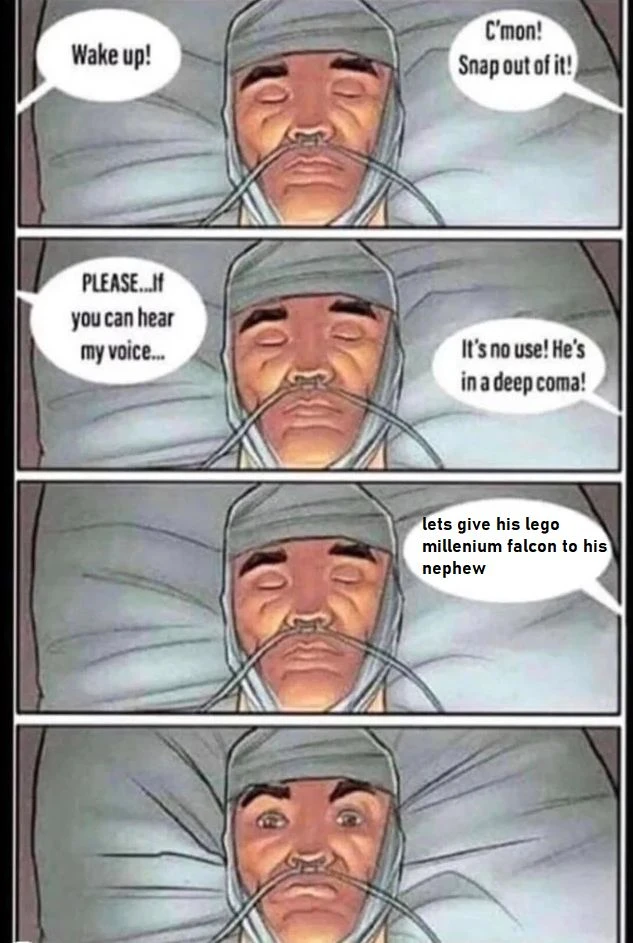 Wake up!
C'mon!
Snap out of it!
PLEASE...If
you can hear
my voice...
It's no use! He's
in a deep coma!
lets give his lego
millenium falcon to his
nephew